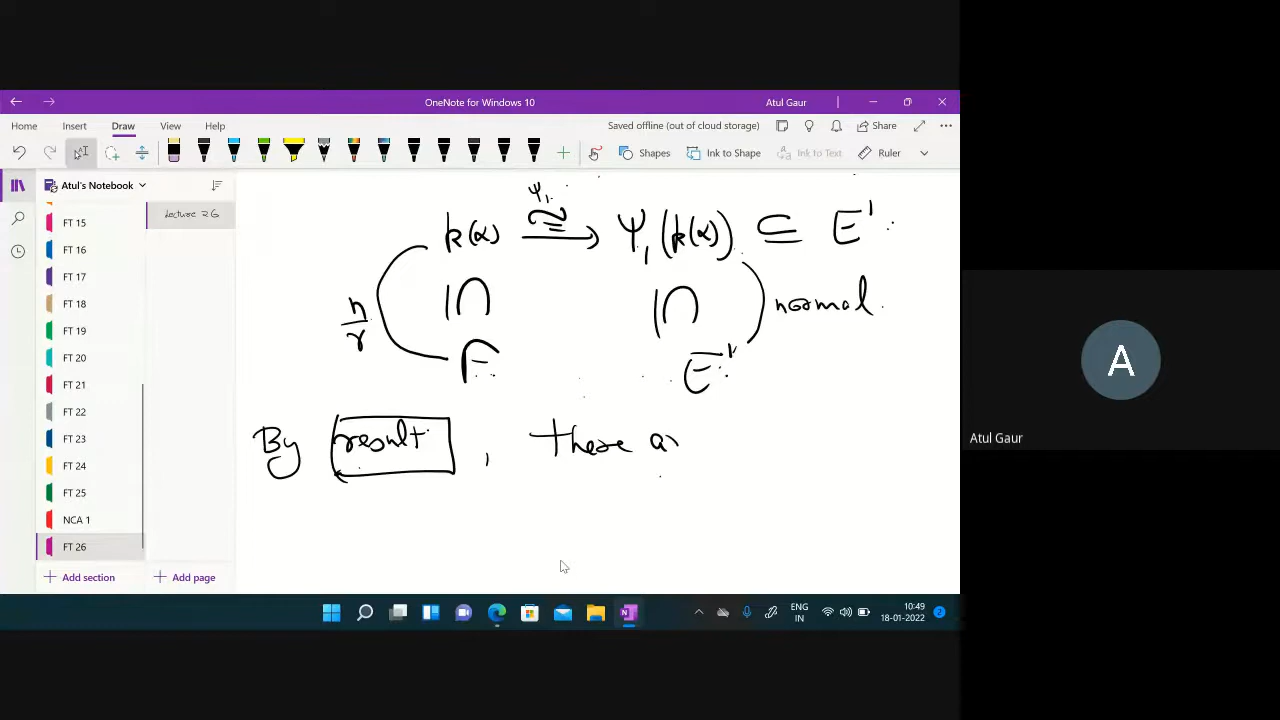 OneNote for Windows 10
Atul Gaur
Home Insert Draw View Help
Saved offline (out of cloud storage)
Share
Shapes
Ink to Shape
Ink to Text
Ruler
Atul's Notebook
FT 15
FT 16
FT 17
FT 18
FT 19
FT 20
FT 21
FT 22
FT 23
FT 24
FT 25
NCA 1
FT 26
Add section
Lecture 26
Add page
ψ₁
k(α) ≅→ ψ₁(k(α)) ⊆ E'
n/r |∩ |∩ normal.
F E'
By result, there a
ENG
IN
10:49
18-01-2022
2
A
Atul Gaur